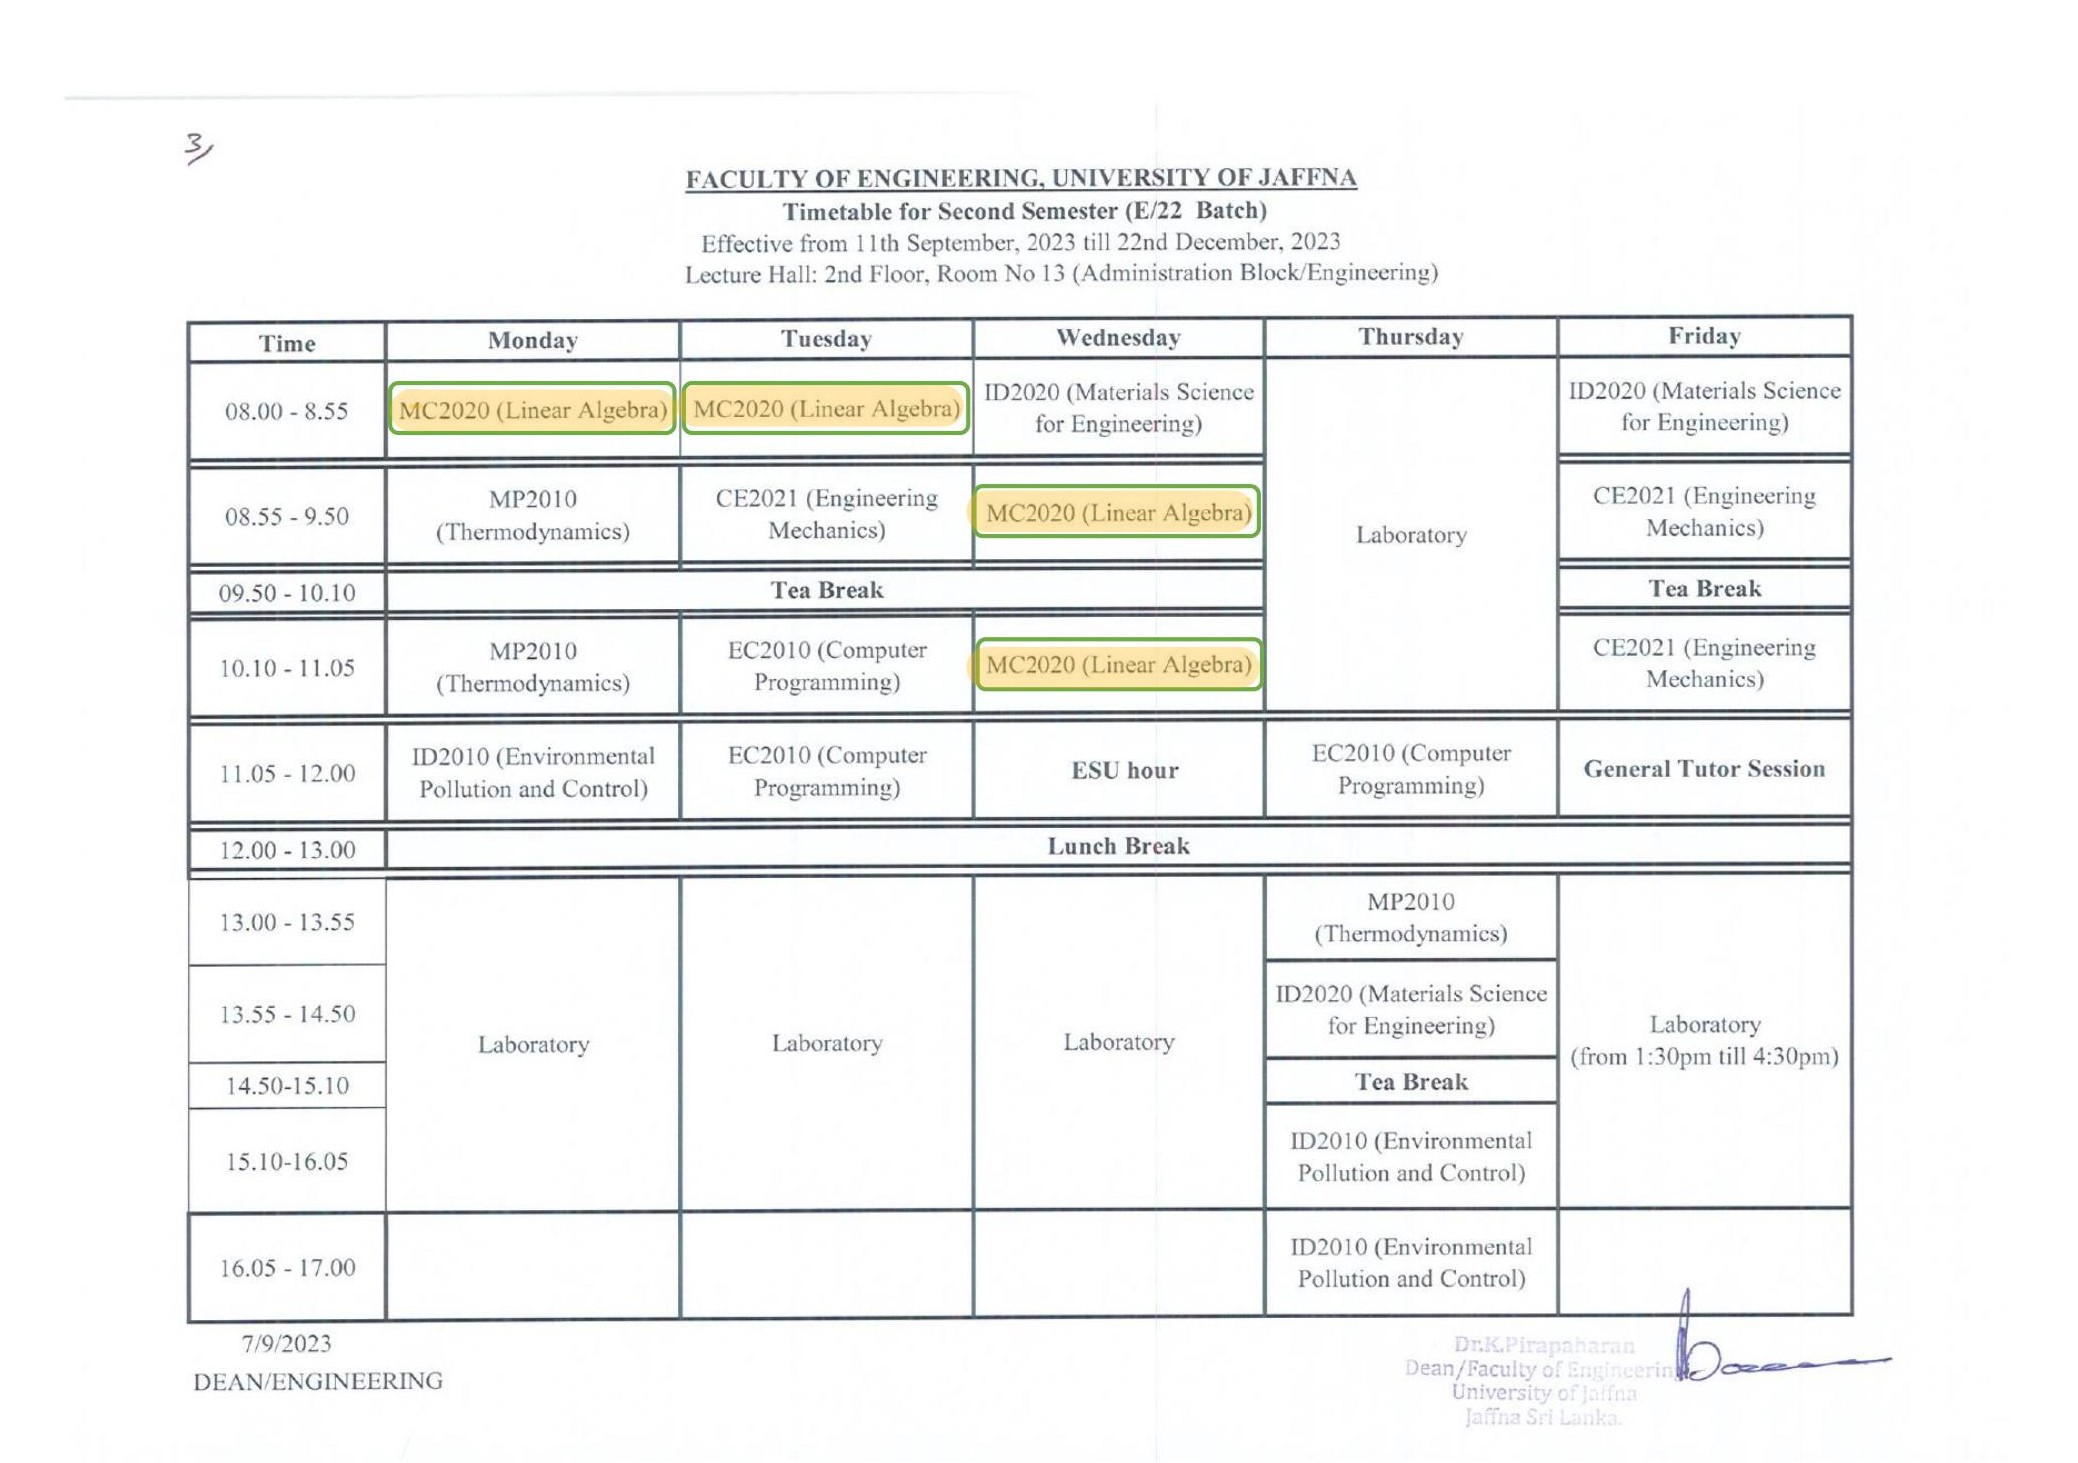 3,
FACULTY OF ENGINEERING, UNIVERSITY OF JAFFNA
Timetable for Second Semester (E/22 Batch)
Effective from 11th September, 2023 till 22nd December, 2023
Lecture Hall: 2nd Floor, Room No 13 (Administration Block/Engineering)
Time Monday Tuesday Wednesday Thursday Friday
08.00 - 8.55 MC2020 (Linear Algebra) MC2020 (Linear Algebra) ID2020 (Materials Science for Engineering) ID2020 (Materials Science for Engineering)
08.55 - 9.50 MP2010 (Thermodynamics) CE2021 (Engineering Mechanics) MC2020 (Linear Algebra) Laboratory CE2021 (Engineering Mechanics)
09.50 - 10.10 Tea Break Tea Break
10.10 - 11.05 MP2010 (Thermodynamics) EC2010 (Computer Programming) MC2020 (Linear Algebra) CE2021 (Engineering Mechanics)
11.05 - 12.00 ID2010 (Environmental Pollution and Control) EC2010 (Computer Programming) ESU hour EC2010 (Computer Programming) General Tutor Session
12.00 - 13.00 Lunch Break
13.00 - 13.55 MP2010 (Thermodynamics)
13.55 - 14.50 Laboratory Laboratory Laboratory ID2020 (Materials Science for Engineering) Laboratory (from 1:30pm till 4:30pm)
14.50-15.10 Tea Break
15.10-16.05 ID2010 (Environmental Pollution and Control)
16.05 - 17.00 ID2010 (Environmental Pollution and Control)
7/9/2023
DEAN/ENGINEERING
Dr.K.Pirapaharan
Dean/Faculty of Engineerin
University of Jaffna
Jaffna Sri Lanka.